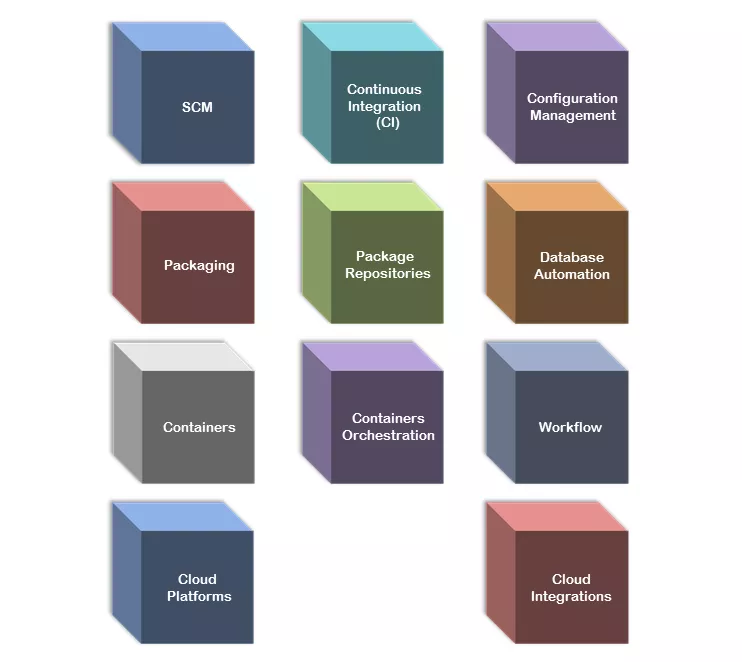 SCM
Continuous
Integration
(CI)
Configuration
Management
Packaging
Package
Repositories
Database
Automation
Containers
Containers
Orchestration
Workflow
Cloud
Platforms
Cloud
Integrations